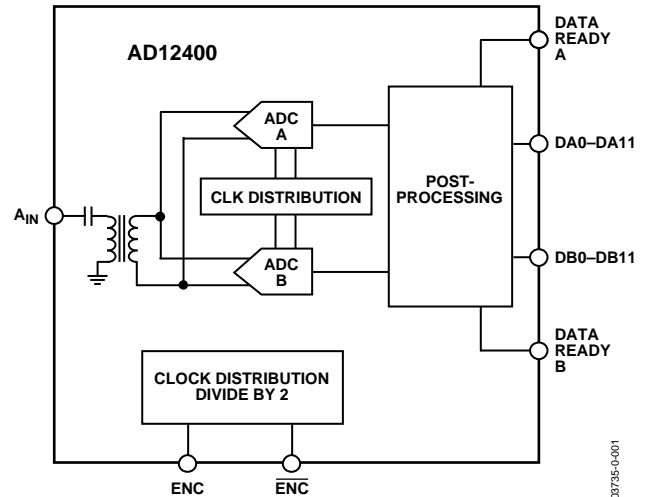 AD12400
DATA
READY
A
ADC
A
DA0–DA11
POST-
PROCESSING
CLK DISTRIBUTION
AIN
ADC
B
DB0–DB11
DATA
READY
B
CLOCK DISTRIBUTION
DIVIDE BY 2
ENC
ENC
03735-0-001